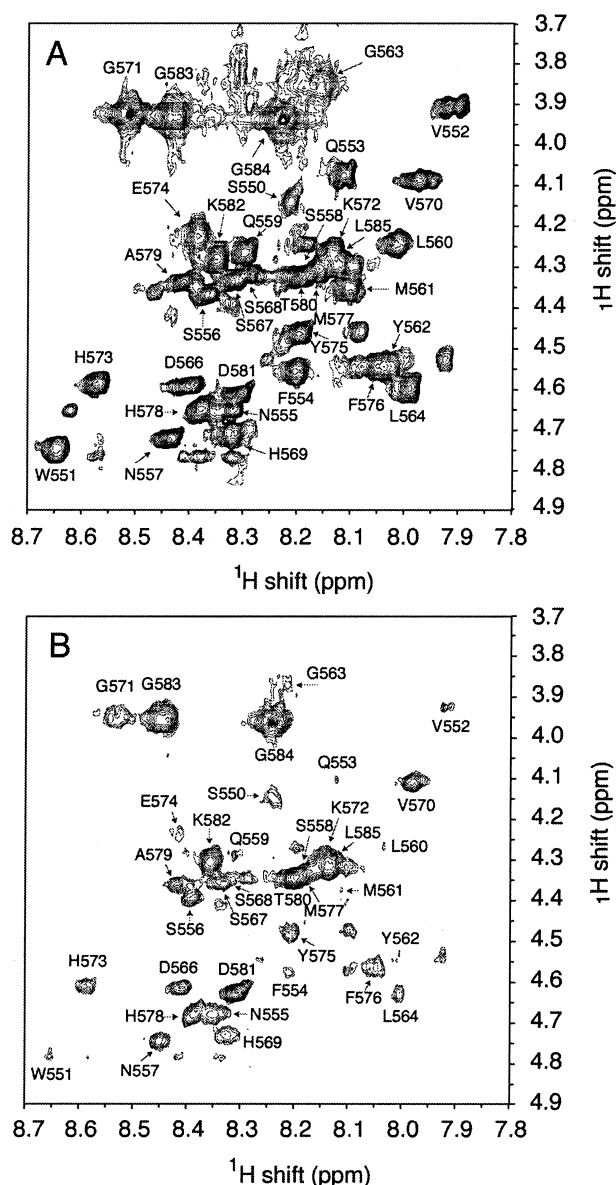 A
G571 G583 G563
V552
Q553
G584
S550
E574 K582 Q559 S558 K572 V570
L585 L560
A579
S568 T580 M561
S556 S567 M577
Y575 Y562
H573 D566 D581
F554 F576
H578 N555 L564
W551 N557 H569
3.7
3.8
3.9
4.0
4.1
4.2
4.3
4.4
4.5
4.6
4.7
4.8
4.9
1H shift (ppm)
8.7 8.6 8.5 8.4 8.3 8.2 8.1 8.0 7.9 7.8
1H shift (ppm)
B
G571 G583 G563
V552
G584 Q553
S550 K572 V570
E574 K582 S558
A579 Q559 L585 L560
S568 T580 M561
S556 S567 M577
Y575 Y562
H573 D566 D581
F554 F576
H578 N555 L564
H569
W551 N557
3.7
3.8
3.9
4.0
4.1
4.2
4.3
4.4
4.5
4.6
4.7
4.8
4.9
1H shift (ppm)
8.7 8.6 8.5 8.4 8.3 8.2 8.1 8.0 7.9 7.8
1H shift (ppm)